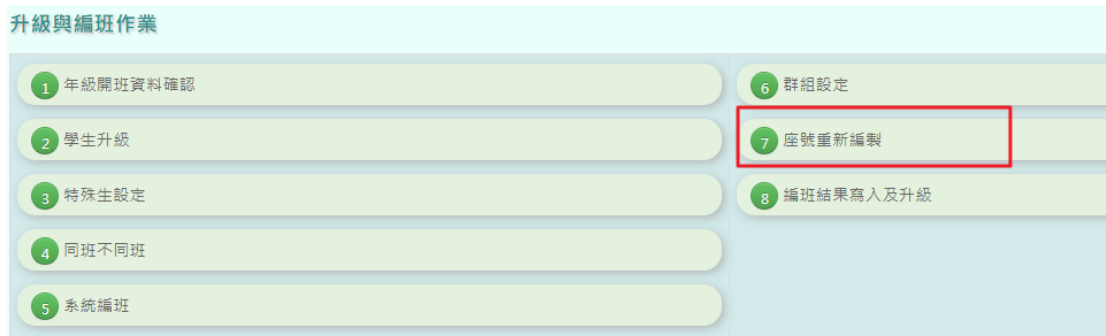 升級與編班作業
1 年級開班資料確認
2 學生升級
3 特殊生設定
4 同班不同班
5 系統編班
6 群組設定
7 座號重新編製
8 編班結果寫入及升級